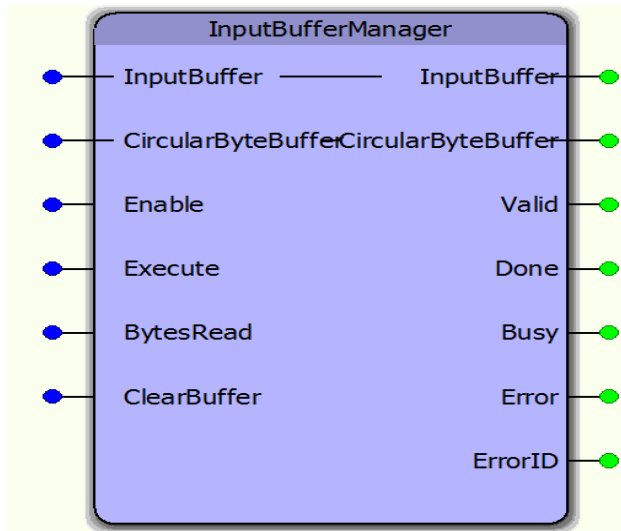 InputBufferManager
InputBuffer InputBuffer
CircularByteBuffer CircularByteBuffer
Enable Valid
Execute Done
BytesRead Busy
ClearBuffer Error
ErrorID